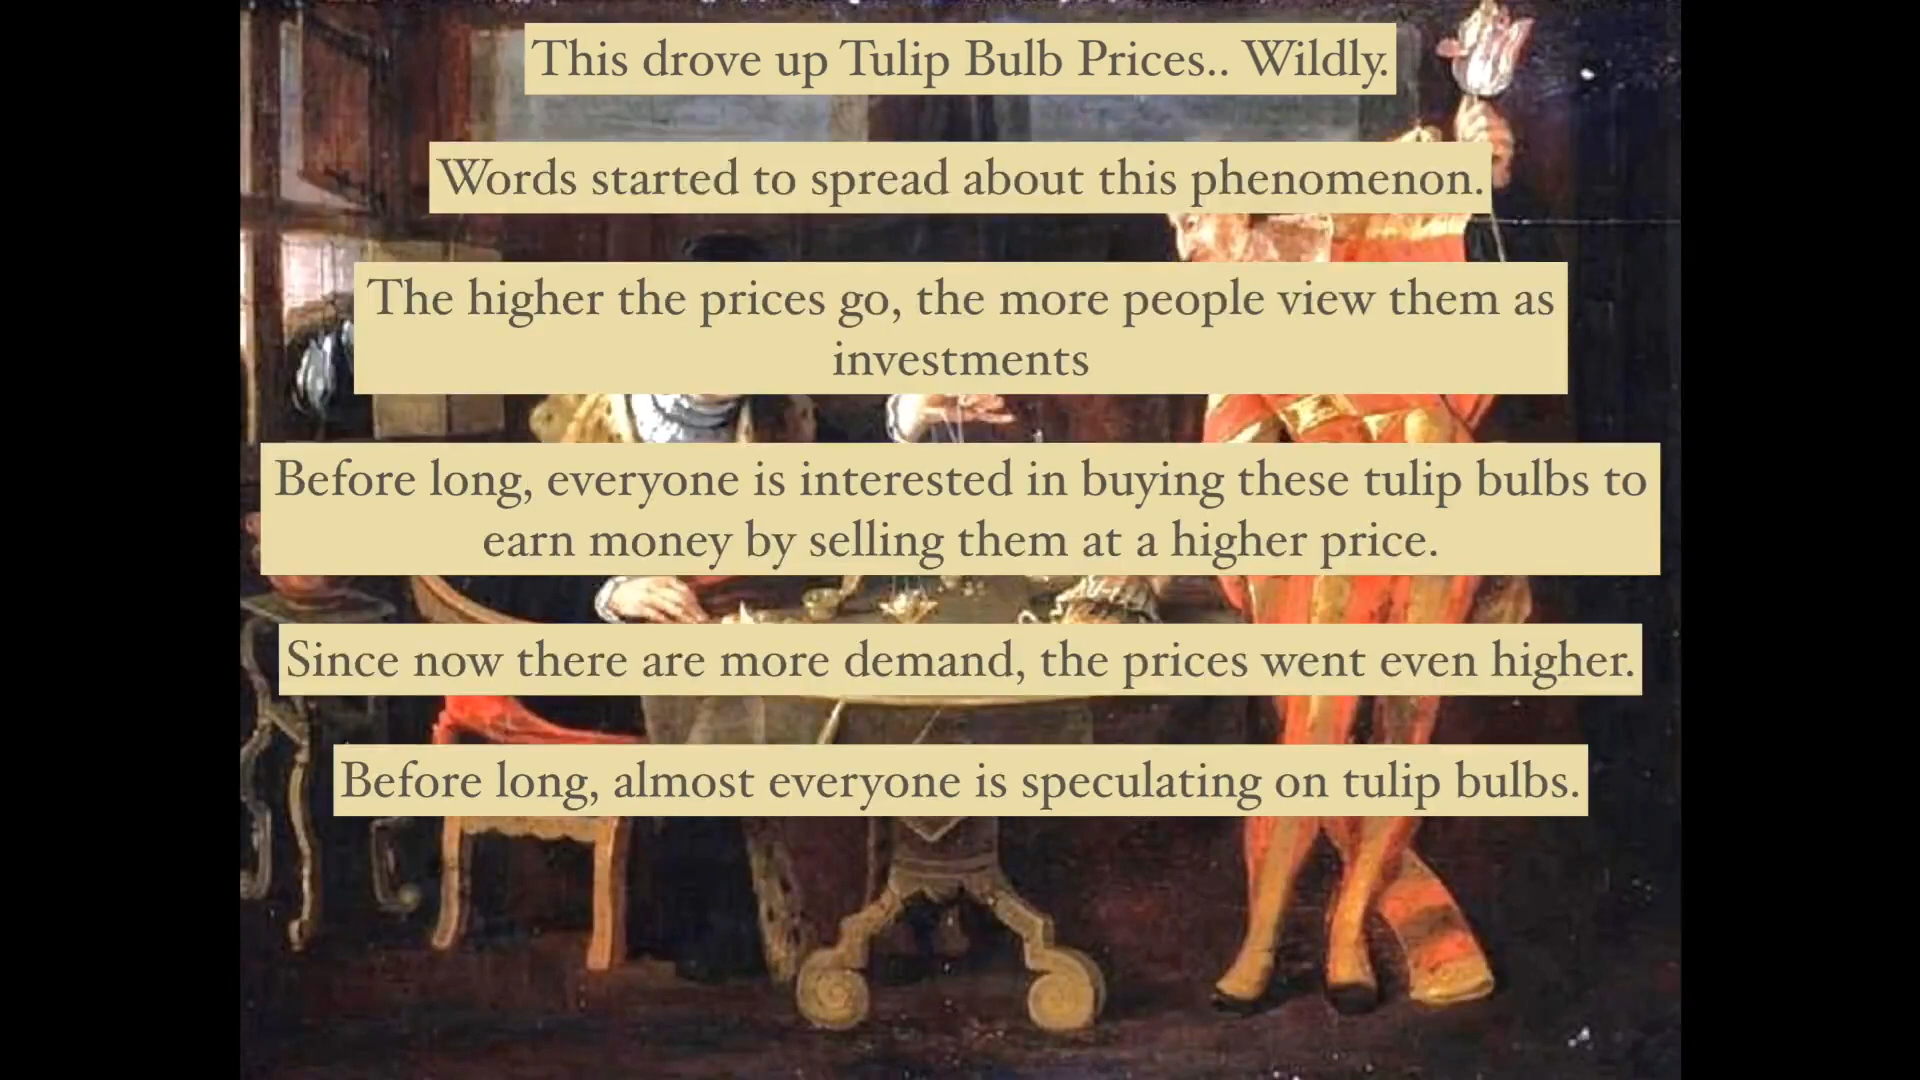 This drove up Tulip Bulb Prices.. Wildly.
Words started to spread about this phenomenon.
The higher the prices go, the more people view them as
investments
Before long, everyone is interested in buying these tulip bulbs to
earn money by selling them at a higher price.
Since now there are more demand, the prices went even higher.
Before long, almost everyone is speculating on tulip bulbs.